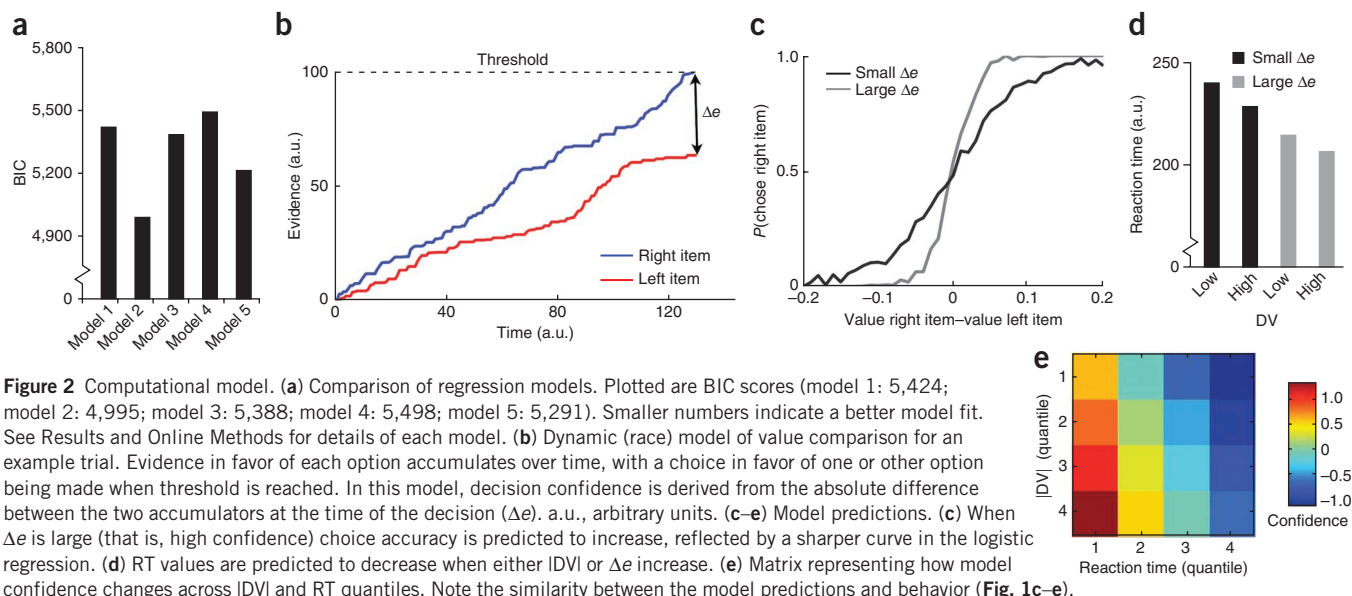 a
5,800
5,500
5,200
4,900
0
BIC
Model 1
Model 2
Model 3
Model 4
Model 5
b
Threshold
100
50
0
Evidence (a.u.)
Δe
Right item
Left item
40
80
120
Time (a.u.)
c
1.0
0.5
0
P(chose right item)
Small Δe
Large Δe
–0.2
–0.1
0
0.1
0.2
Value right item–value left item
d
250
200
0
Reaction time (a.u.)
Small Δe
Large Δe
Low
High
Low
High
DV
e
1
2
3
4
|DV| (quantile)
1
2
3
4
Reaction time (quantile)
1.0
0.5
0
–0.5
–1.0
Confidence
Figure 2 Computational model. (a) Comparison of regression models. Plotted are BIC scores (model 1: 5,424;
model 2: 4,995; model 3: 5,388; model 4: 5,498; model 5: 5,291). Smaller numbers indicate a better model fit.
See Results and Online Methods for details of each model. (b) Dynamic (race) model of value comparison for an
example trial. Evidence in favor of each option accumulates over time, with a choice in favor of one or other option
being made when threshold is reached. In this model, decision confidence is derived from the absolute difference
between the two accumulators at the time of the decision (Δe). a.u., arbitrary units. (c–e) Model predictions. (c) When
Δe is large (that is, high confidence) choice accuracy is predicted to increase, reflected by a sharper curve in the logistic
regression. (d) RT values are predicted to decrease when either |DV| or Δe increase. (e) Matrix representing how model
confidence changes across |DV| and RT quantiles. Note the similarity between the model predictions and behavior (Fig. 1c–e).